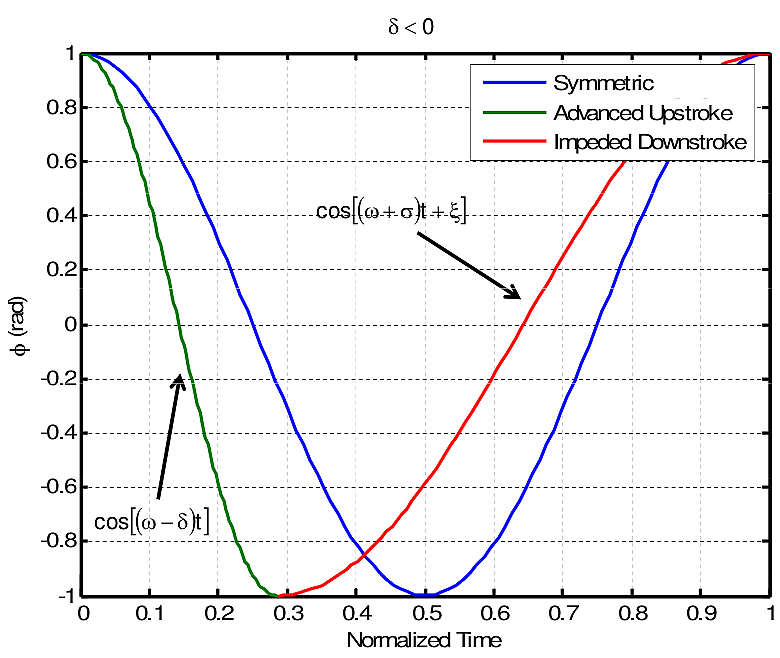 δ < 0
1
0.8
0.6
0.4
0.2
0
-0.2
-0.4
-0.6
-0.8
-1
ϕ (rad)
Symmetric
Advanced Upstroke
Impeded Downstroke
cos[(ω + σ)t + ξ]
cos[(ω − δ)t]
0 0.1 0.2 0.3 0.4 0.5 0.6 0.7 0.8 0.9 1
Normalized Time